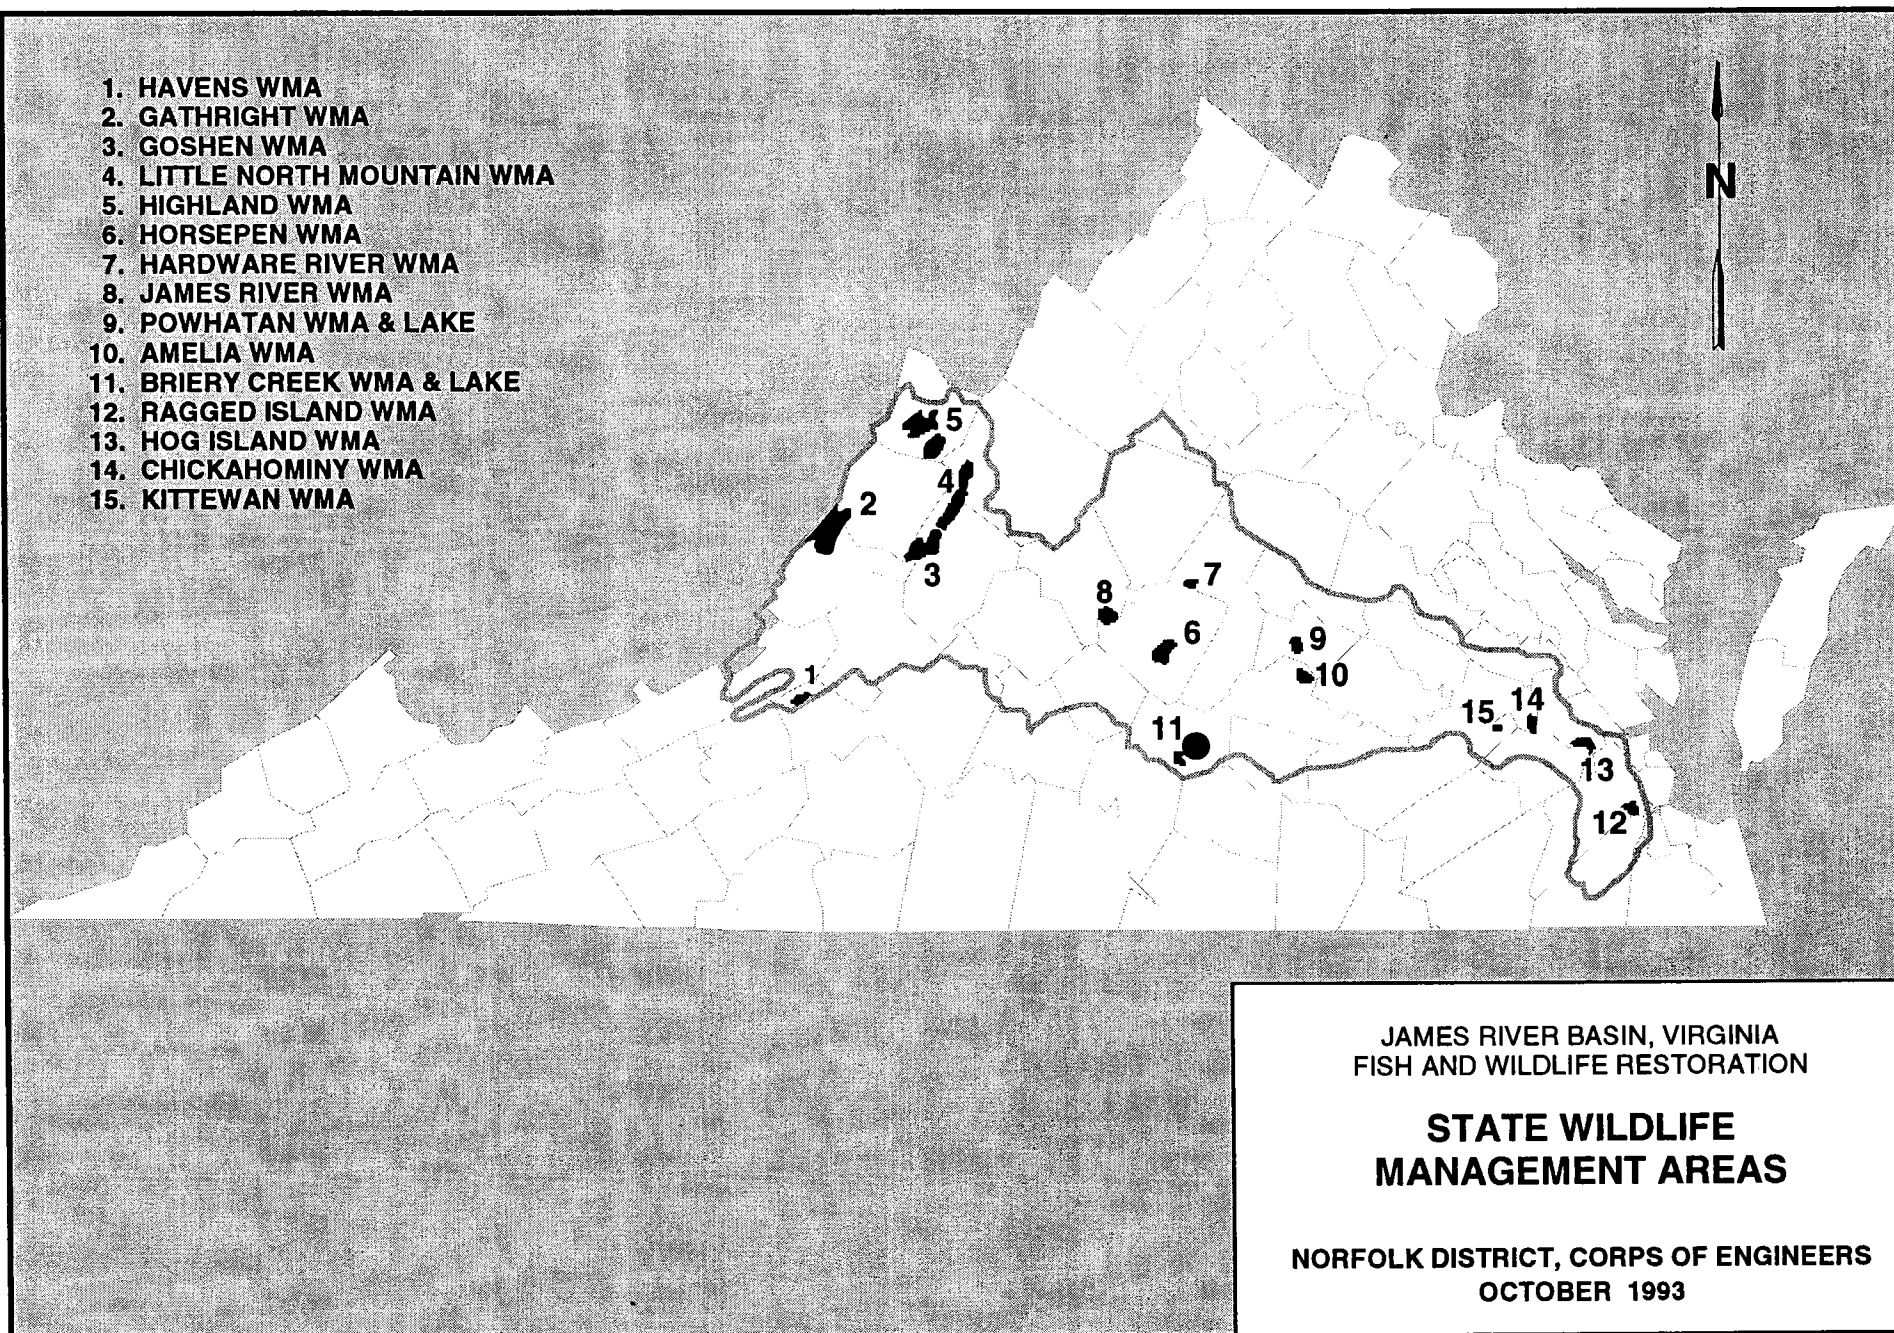 1. HAVENS WMA
2. GATHRIGHT WMA
3. GOSHEN WMA
4. LITTLE NORTH MOUNTAIN WMA
5. HIGHLAND WMA
6. HORSEPEN WMA
7. HARDWARE RIVER WMA
8. JAMES RIVER WMA
9. POWHATAN WMA & LAKE
10. AMELIA WMA
11. BRIERY CREEK WMA & LAKE
12. RAGGED ISLAND WMA
13. HOG ISLAND WMA
14. CHICKAHOMINY WMA
15. KITTEWAN WMA
N
5
4
2
3
7
8
6
9
10
1
14
15
11
13
12
JAMES RIVER BASIN, VIRGINIA
FISH AND WILDLIFE RESTORATION
STATE WILDLIFE
MANAGEMENT AREAS
NORFOLK DISTRICT, CORPS OF ENGINEERS
OCTOBER 1993